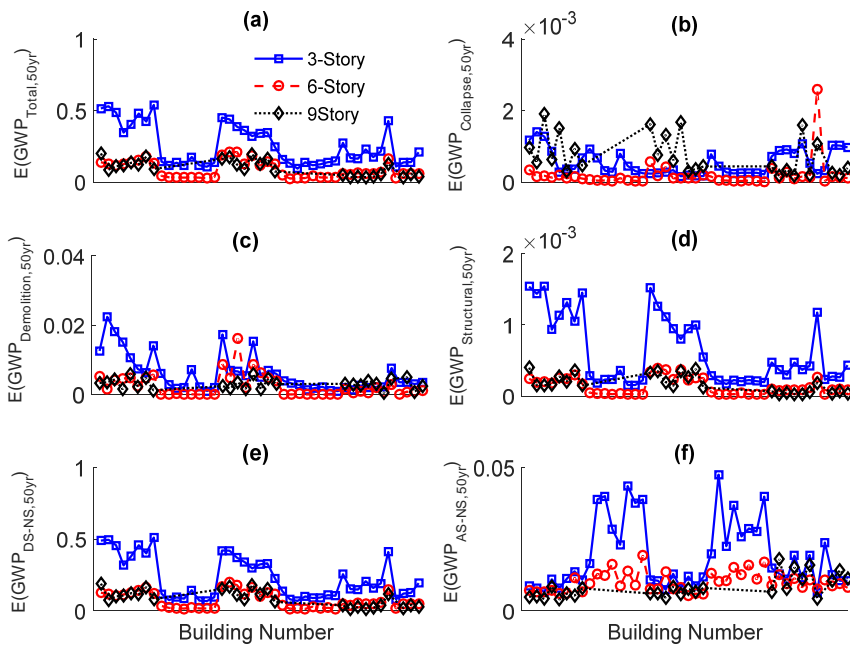 (a)
1
0.5
0
E(GWP_Total,50yr)
3-Story
6-Story
9Story
(b)
×10^-3
4
2
0
E(GWP_Collapse,50yr)
(c)
0.04
0.02
0
E(GWP_Demolition,50yr)
(d)
×10^-3
2
1
0
E(GWP_Structural,50yr)
(e)
1
0.5
0
E(GWP_DS-NS,50yr)
Building Number
(f)
0.05
0
E(GWP_AS-NS,50yr)
Building Number